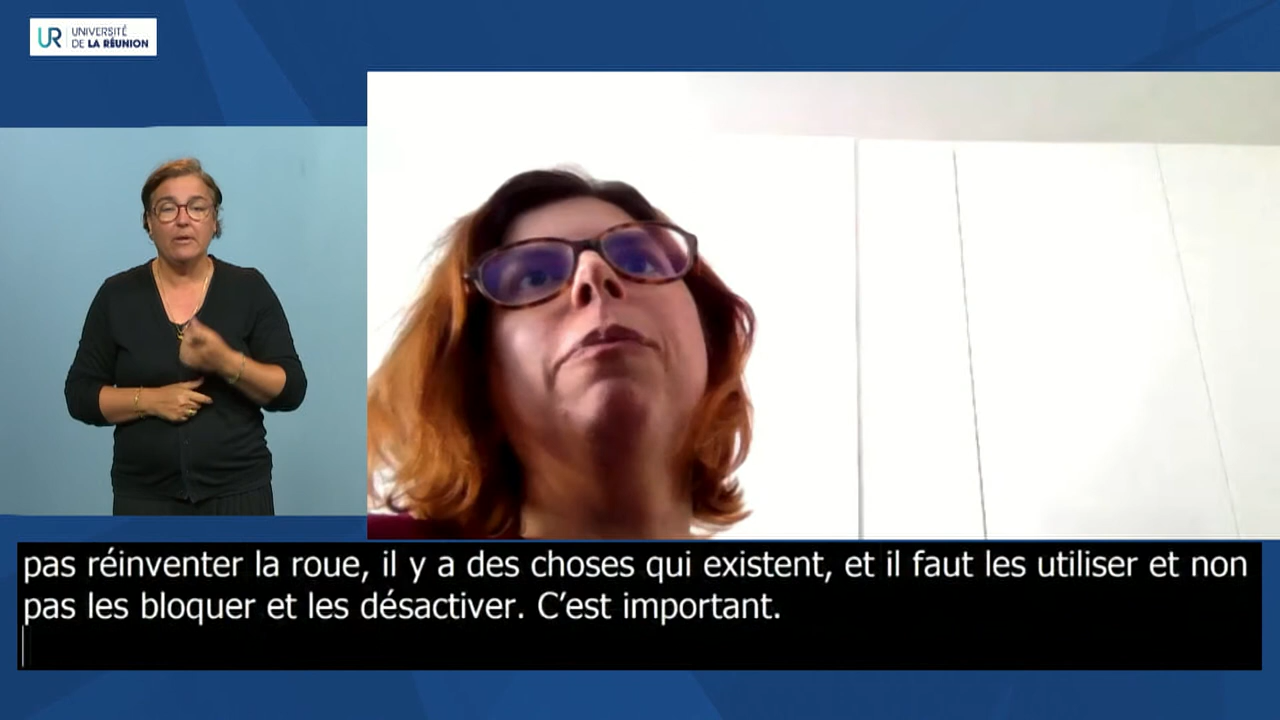 UR UNIVERSITÉ
DE LA RÉUNION
pas réinventer la roue, il y a des choses qui existent, et il faut les utiliser et non
pas les bloquer et les désactiver. C’est important.